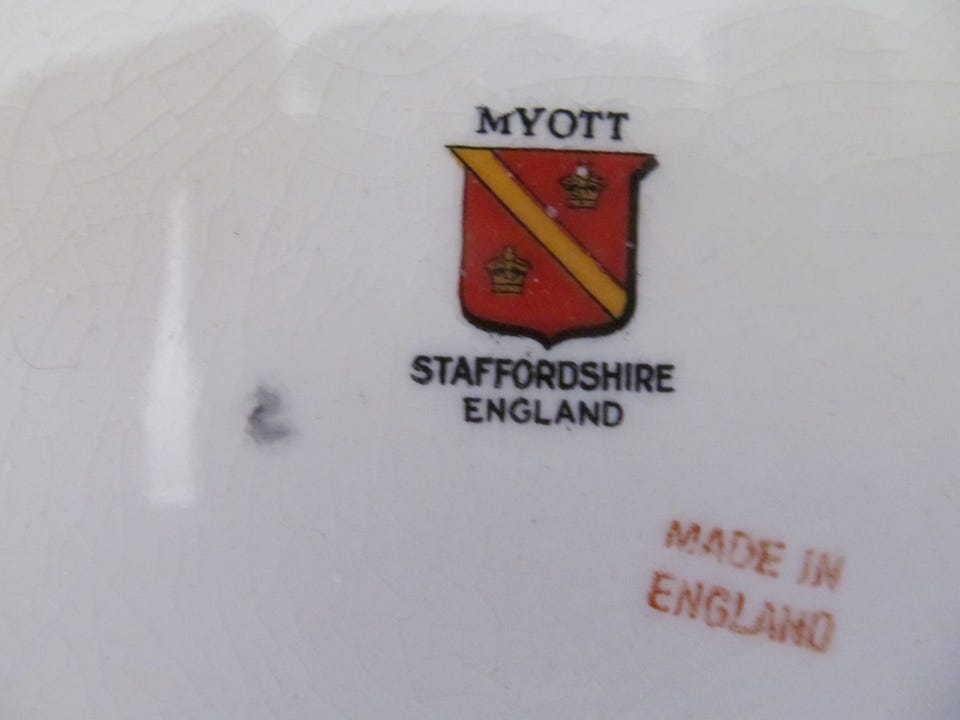 MYOTT
STAFFORDSHIRE
ENGLAND
MADE IN
ENGLAND